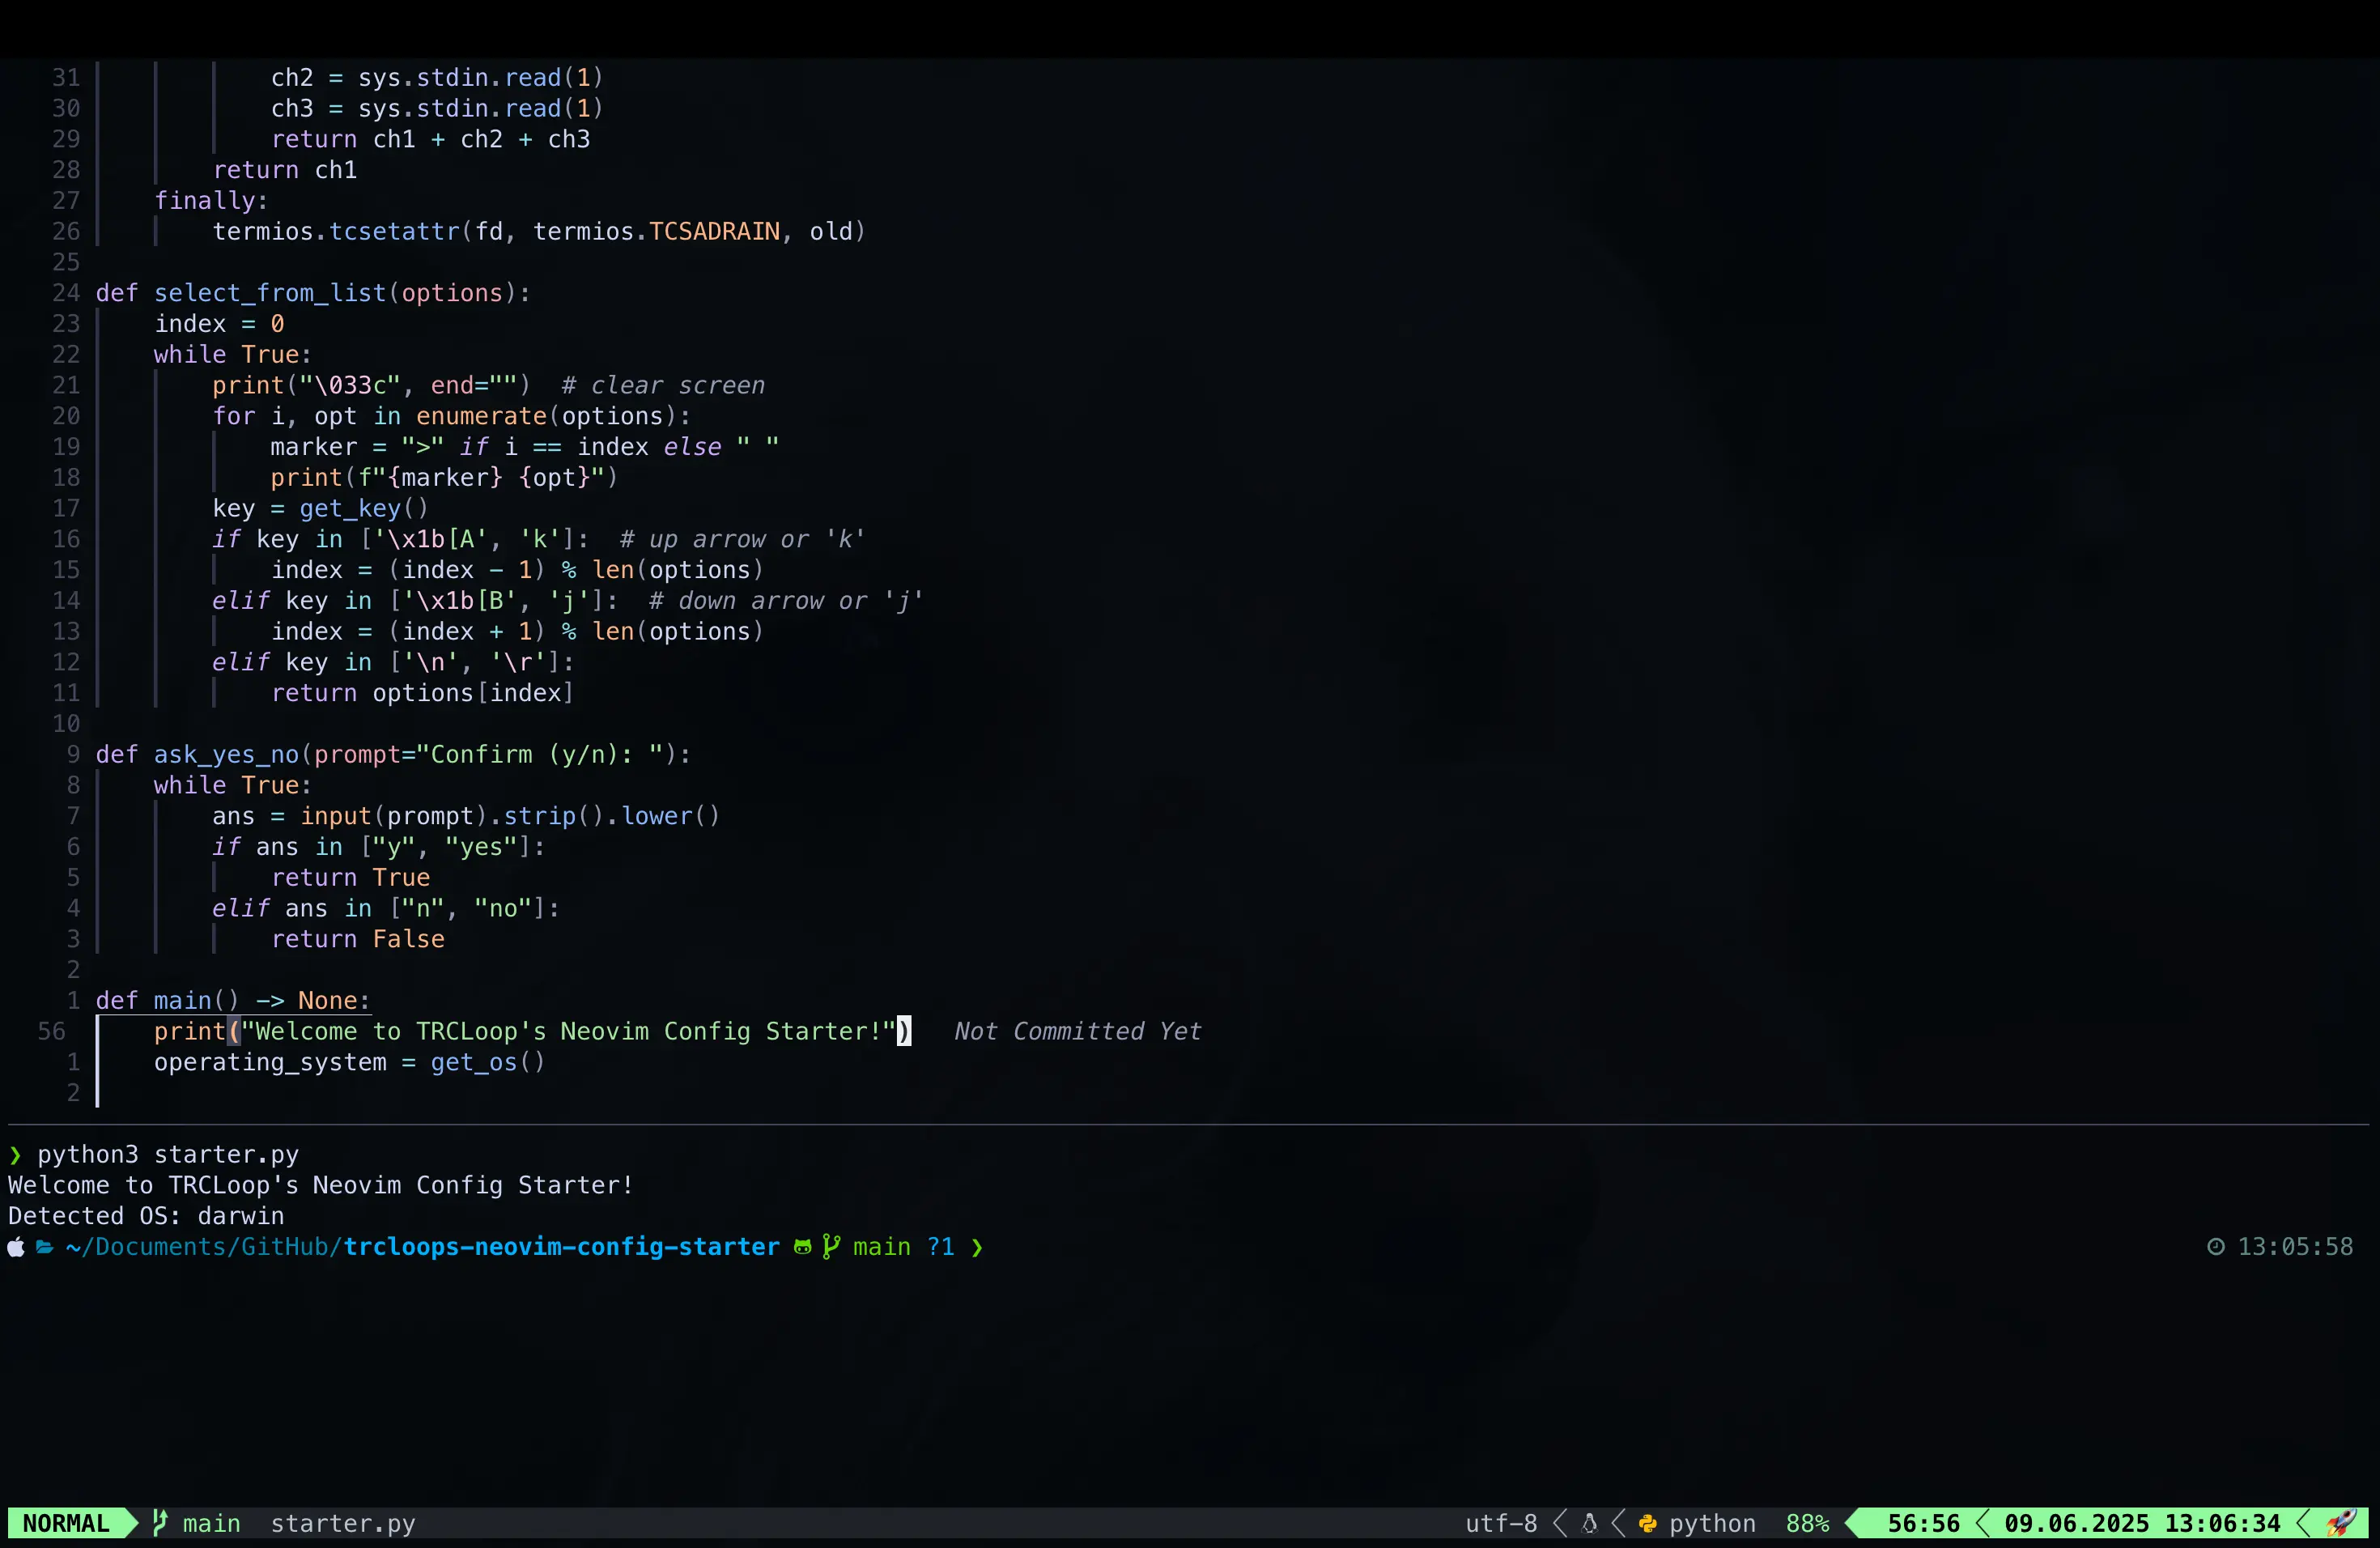 31 ch2 = sys.stdin.read(1)
30 ch3 = sys.stdin.read(1)
29 return ch1 + ch2 + ch3
28 return ch1
27 finally:
26 termios.tcsetattr(fd, termios.TCSADRAIN, old)
25
24 def select_from_list(options):
23 index = 0
22 while True:
21 print("\033c", end="")  # clear screen
20 for i, opt in enumerate(options):
19 marker = ">" if i == index else " "
18 print(f"{marker} {opt}")
17 key = get_key()
16 if key in ['\x1b[A', 'k']:  # up arrow or 'k'
15 index = (index - 1) % len(options)
14 elif key in ['\x1b[B', 'j']:  # down arrow or 'j'
13 index = (index + 1) % len(options)
12 elif key in ['\n', '\r']:
11 return options[index]
10
9 def ask_yes_no(prompt="Confirm (y/n): "):
8 while True:
7 ans = input(prompt).strip().lower()
6 if ans in ["y", "yes"]:
5 return True
4 elif ans in ["n", "no"]:
3 return False
2
1 def main() -> None:
56 print("Welcome to TRCLoop's Neovim Config Starter!") Not Committed Yet
1 operating_system = get_os()
2
❯ python3 starter.py
Welcome to TRCLoop's Neovim Config Starter!
Detected OS: darwin
~/Documents/GitHub/trcloops-neovim-config-starter main ?1 ❯ 13:05:58
NORMAL main starter.py utf-8 python 88% 56:56 09.06.2025 13:06:34